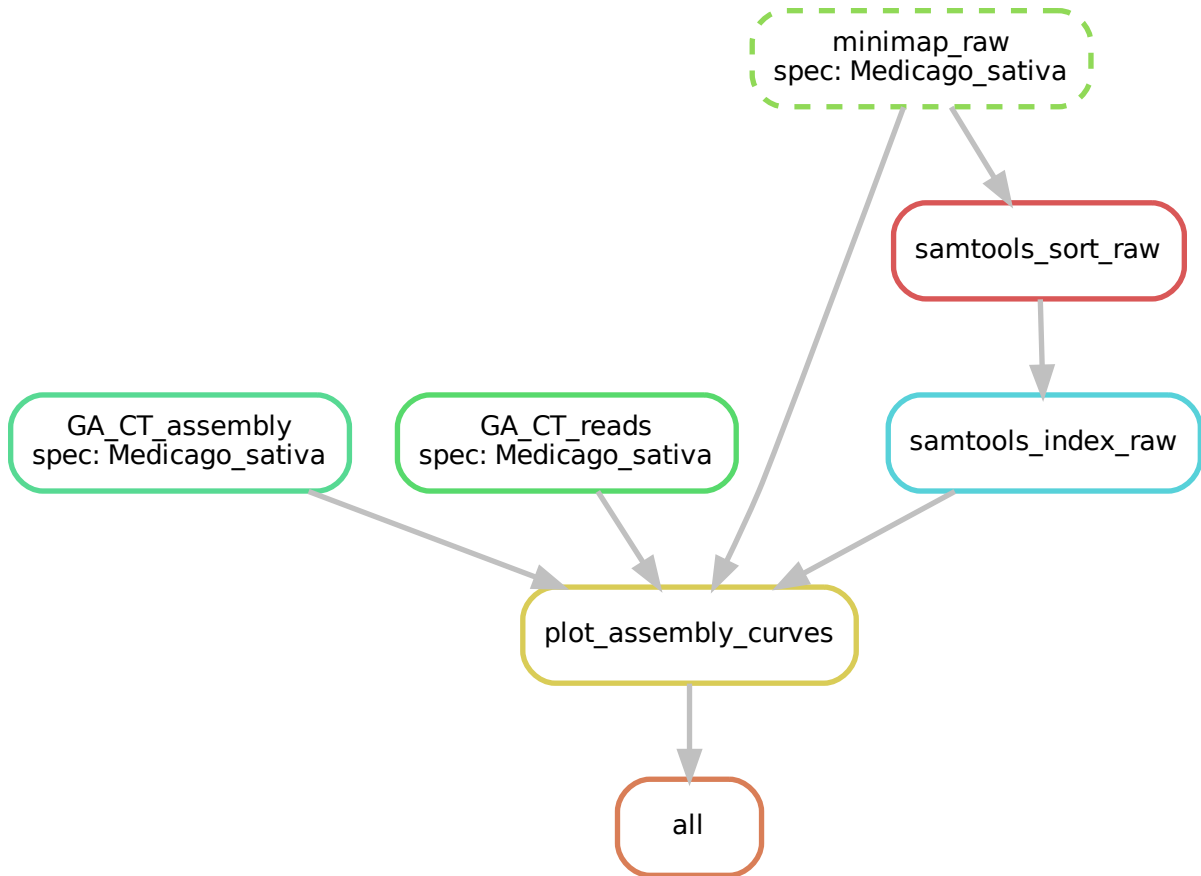 minimap_raw
spec: Medicago_sativa
samtools_sort_raw
GA_CT_assembly
spec: Medicago_sativa
GA_CT_reads
spec: Medicago_sativa
samtools_index_raw
plot_assembly_curves
all